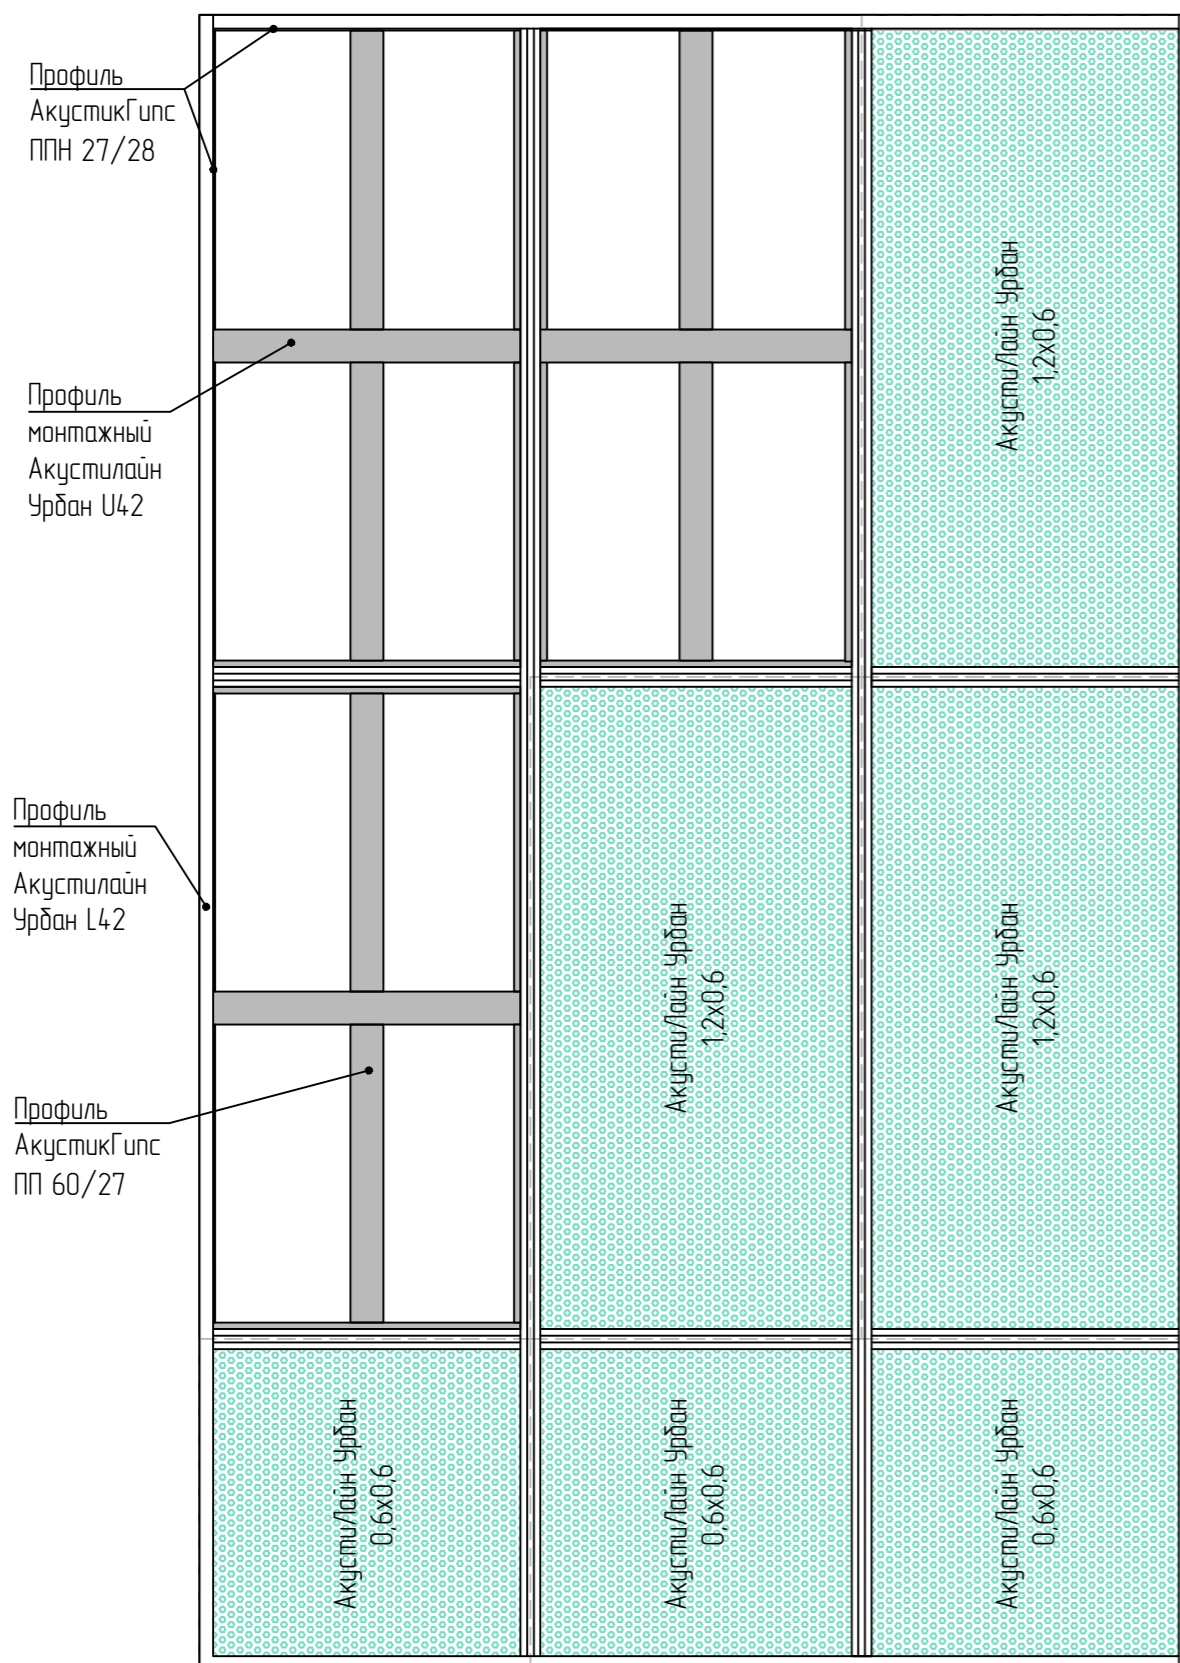 Профиль
АкустикГипс
ППН 27/28
АкустиЛайн Урбан
1,2х0,6
Профиль
монтажный
Акустилайн
Урбан U42
Профиль
монтажный
Акустилайн
Урбан L42
АкустиЛайн Урбан
1,2х0,6
АкустиЛайн Урбан
1,2х0,6
Профиль
АкустикГипс
ПП 60/27
АкустиЛайн Урбан
0,6х0,6
АкустиЛайн Урбан
0,6х0,6
АкустиЛайн Урбан
0,6х0,6